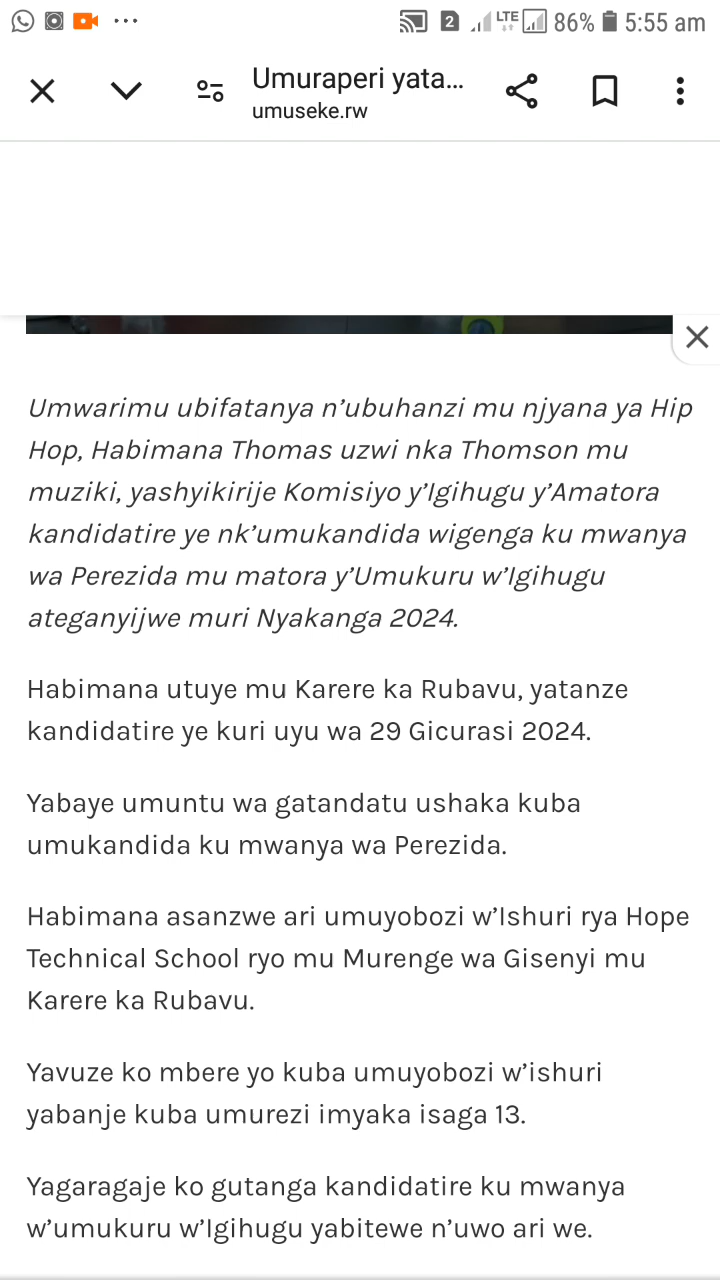 2 LTE 86% 5:55 am
Umuraperi yata...
umuseke.rw
Umwarimu ubifatanya n’ubuhanzi mu njyana ya Hip
Hop, Habimana Thomas uzwi nka Thomson mu
muziki, yashyikirije Komisiyo y’Igihugu y’Amatora
kandidatire ye nk’umukandida wigenga ku mwanya
wa Perezida mu matora y’Umukuru w’Igihugu
ateganyijwe muri Nyakanga 2024.
Habimana utuye mu Karere ka Rubavu, yatanze
kandidatire ye kuri uyu wa 29 Gicurasi 2024.
Yabaye umuntu wa gatandatu ushaka kuba
umukandida ku mwanya wa Perezida.
Habimana asanzwe ari umuyobozi w’Ishuri rya Hope
Technical School ryo mu Murenge wa Gisenyi mu
Karere ka Rubavu.
Yavuze ko mbere yo kuba umuyobozi w’ishuri
yabanje kuba umurezi imyaka isaga 13.
Yagaragaje ko gutanga kandidatire ku mwanya
w’umukuru w’Igihugu yabitewe n’uwo ari we.